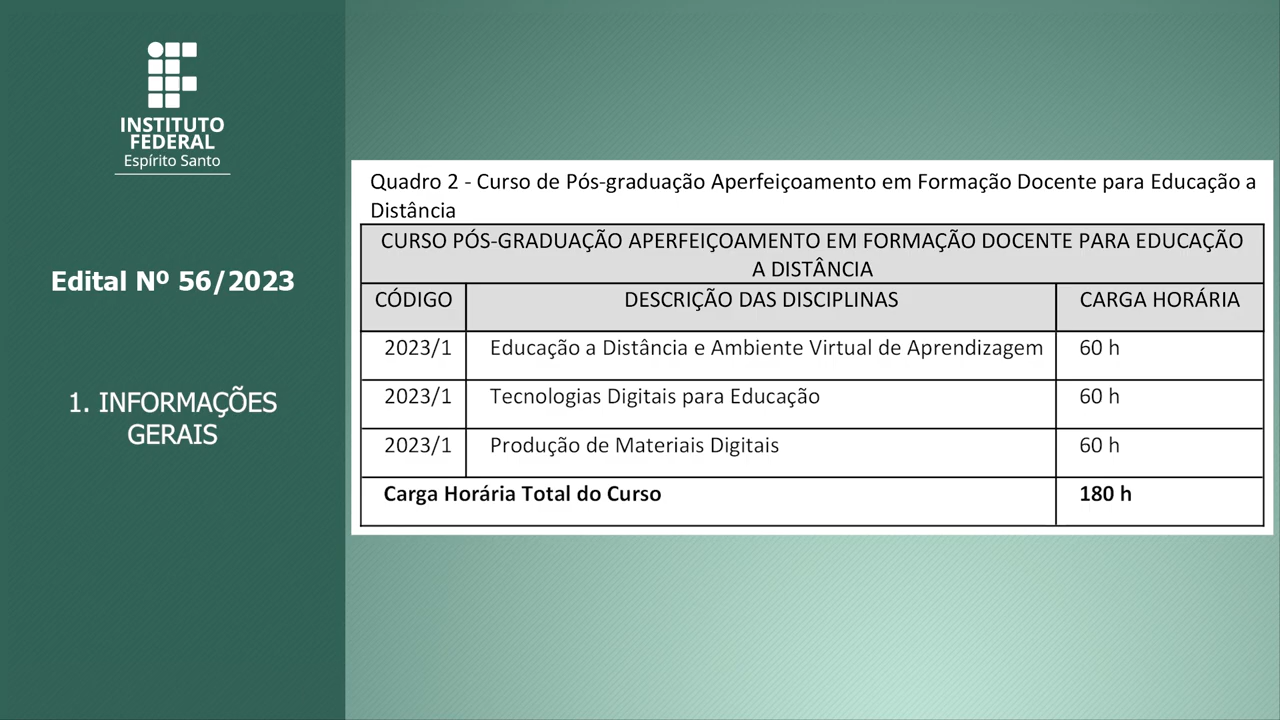 INSTITUTO
FEDERAL
Espírito Santo
Edital Nº 56/2023
1. INFORMAÇÕES
GERAIS
Quadro 2 - Curso de Pós-graduação Aperfeiçoamento em Formação Docente para Educação a
Distância
CURSO PÓS-GRADUAÇÃO APERFEIÇOAMENTO EM FORMAÇÃO DOCENTE PARA EDUCAÇÃO
A DISTÂNCIA
CÓDIGO DESCRIÇÃO DAS DISCIPLINAS CARGA HORÁRIA
2023/1 Educação a Distância e Ambiente Virtual de Aprendizagem 60 h
2023/1 Tecnologias Digitais para Educação 60 h
2023/1 Produção de Materiais Digitais 60 h
Carga Horária Total do Curso 180 h